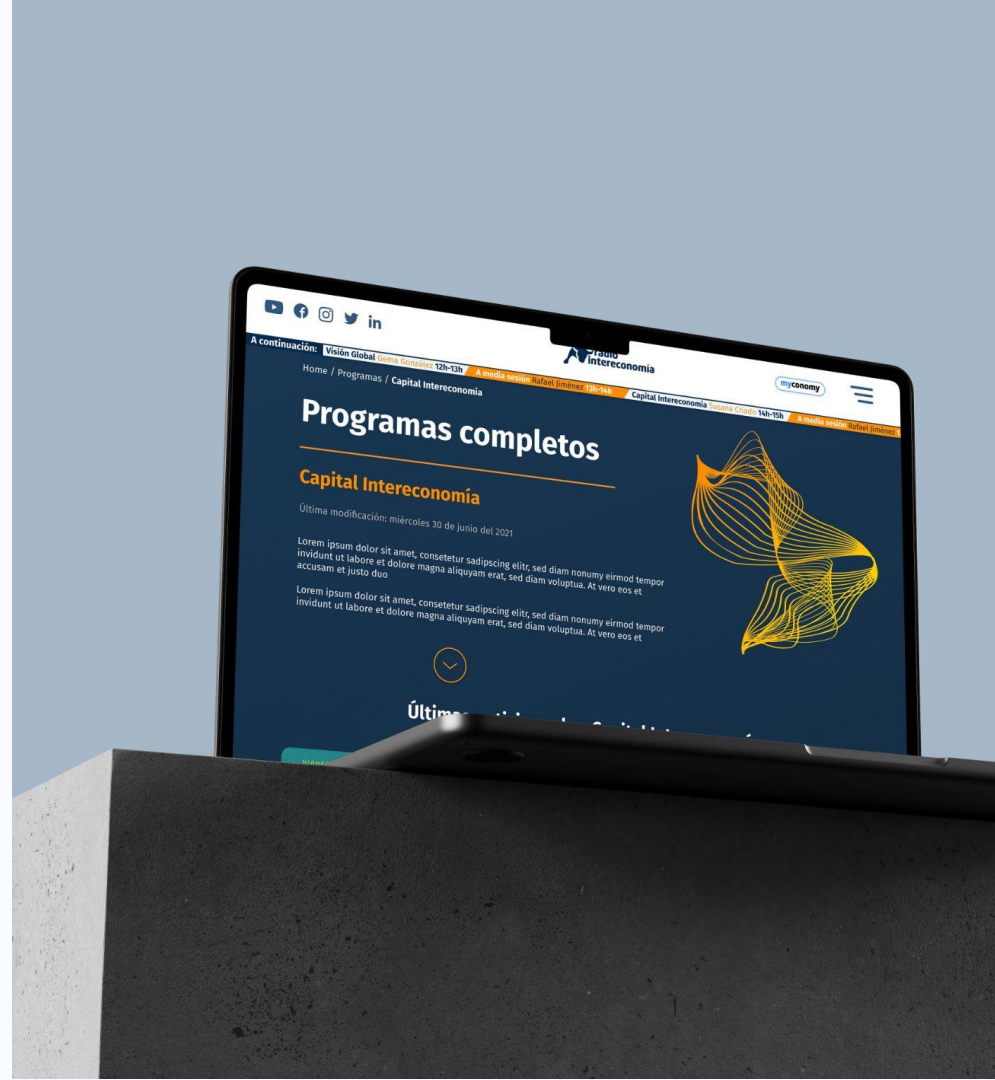 radio
intereconomía
myconomy
A continuación: Visión Global Gema González 12h-13h A media sesión Rafael Jiménez 13h-14h Capital Intereconomía Susana Criado 14h-15h A media sesión Rafael Jiménez
Home / Programas / Capital Intereconomia
Programas completos
Capital Intereconomía
Última modificación: miércoles 30 de junio del 2021
Lorem ipsum dolor sit amet, consetetur sadipscing elitr, sed diam nonumy eirmod tempor
invidunt ut labore et dolore magna aliquyam erat, sed diam voluptua. At vero eos et
accusam et justo duo
Lorem ipsum dolor sit amet, consetetur sadipscing elitr, sed diam nonumy eirmod tempor
invidunt ut labore et dolore magna aliquyam erat, sed diam voluptua. At vero eos et